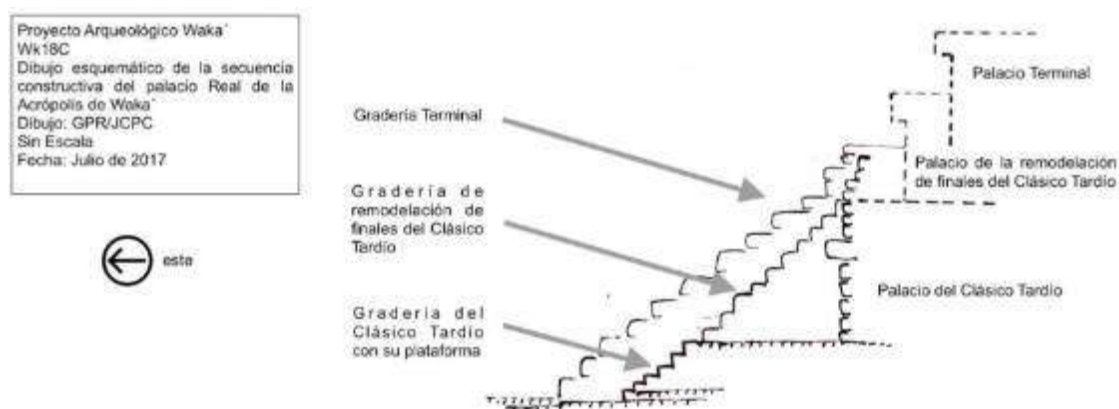 Proyecto Arqueológico Waka´
Wk18C
Dibujo esquemático de la secuencia
constructiva del palacio Real de la
Acrópolis de Waka´
Dibujo: GPR/JCPC
Sin Escala
Fecha: Julio de 2017
este
Gradería Terminal
Gradería de
remodelación de
finales del Clásico
Tardío
Gradería del
Clásico Tardío
con su plataforma
Palacio Terminal
Palacio de la remodelación
de finales del Clásico Tardío
Palacio del Clásico Tardío